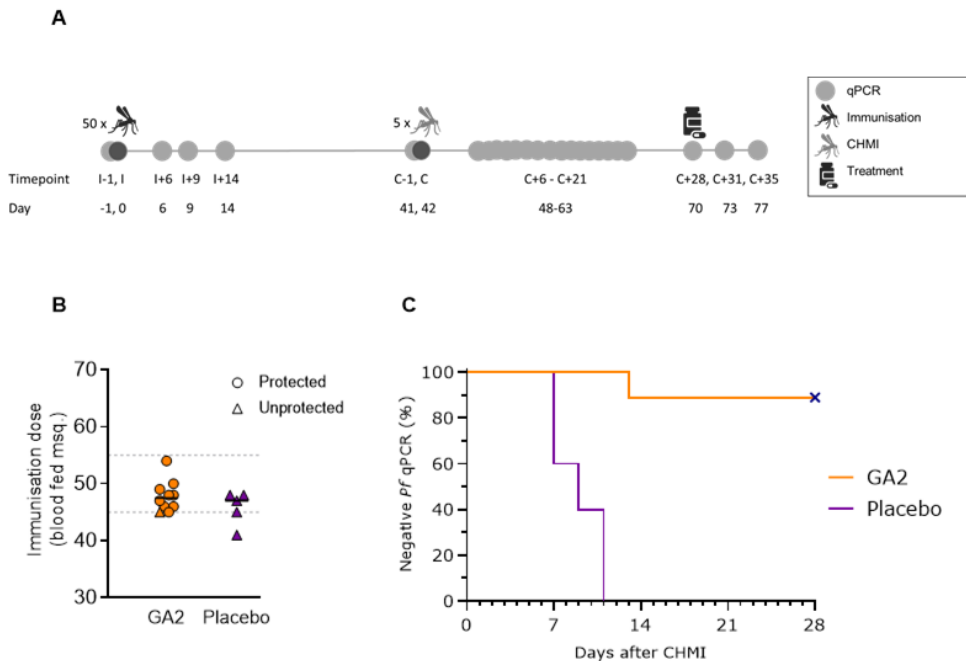 A
50 x
5 x
qPCR
Immunisation
CHMI
Treatment
Timepoint I-1, I I+6 I+9 I+14 C-1, C C+6 - C+21 C+28, C+31, C+35
Day -1, 0 6 9 14 41, 42 48-63 70 73 77
B
C
70
60
50
40
30
Immunisation dose
(blood fed msq.)
Protected
Unprotected
GA2 Placebo
100
80
60
40
20
0
Negative Pf qPCR (%)
0 7 14 21 28
Days after CHMI
GA2
Placebo